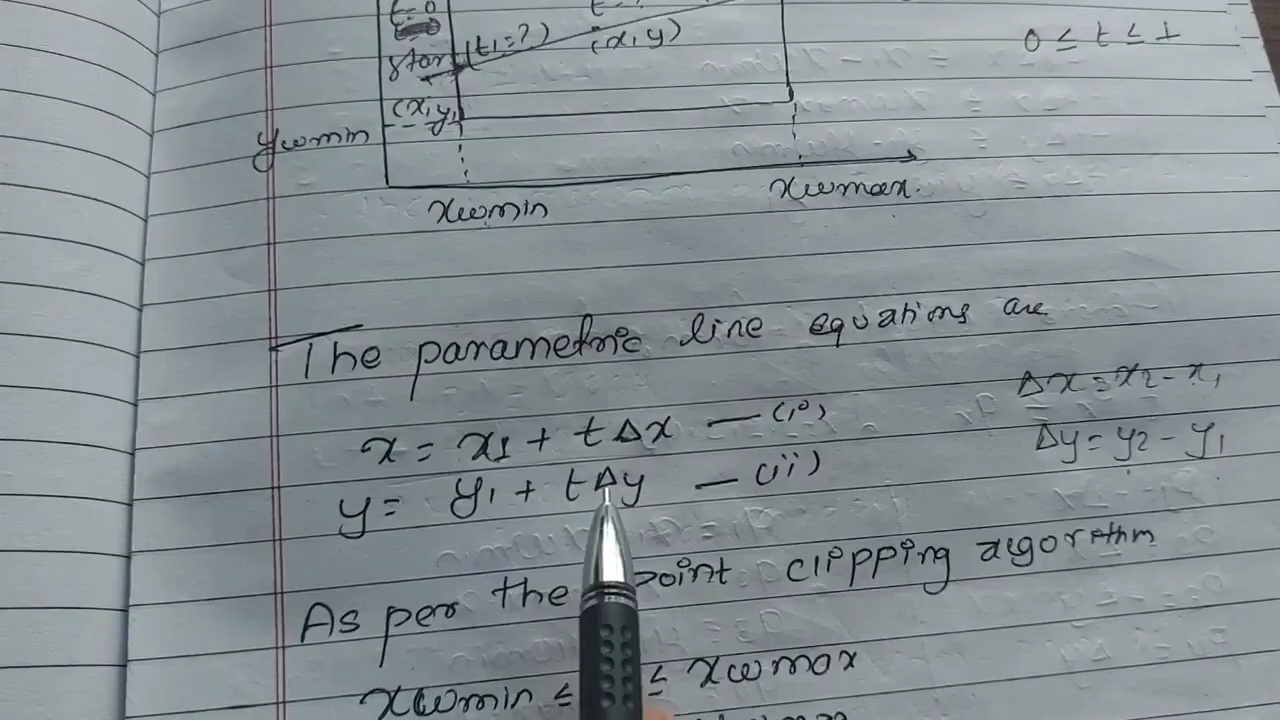 t=0
start (t1=?) (x,y)
0 ≤ t ≤ 1
(x, y1
ywmin
xwmin xwmax.
The parametric line equations are
Δx = x2 - x1
x = x1 + tΔx — (i)
Δy = y2 - y1
y = y1 + tΔy — (ii)
As per the point clipping algorithm
xwmin ≤ ≤ xwmax